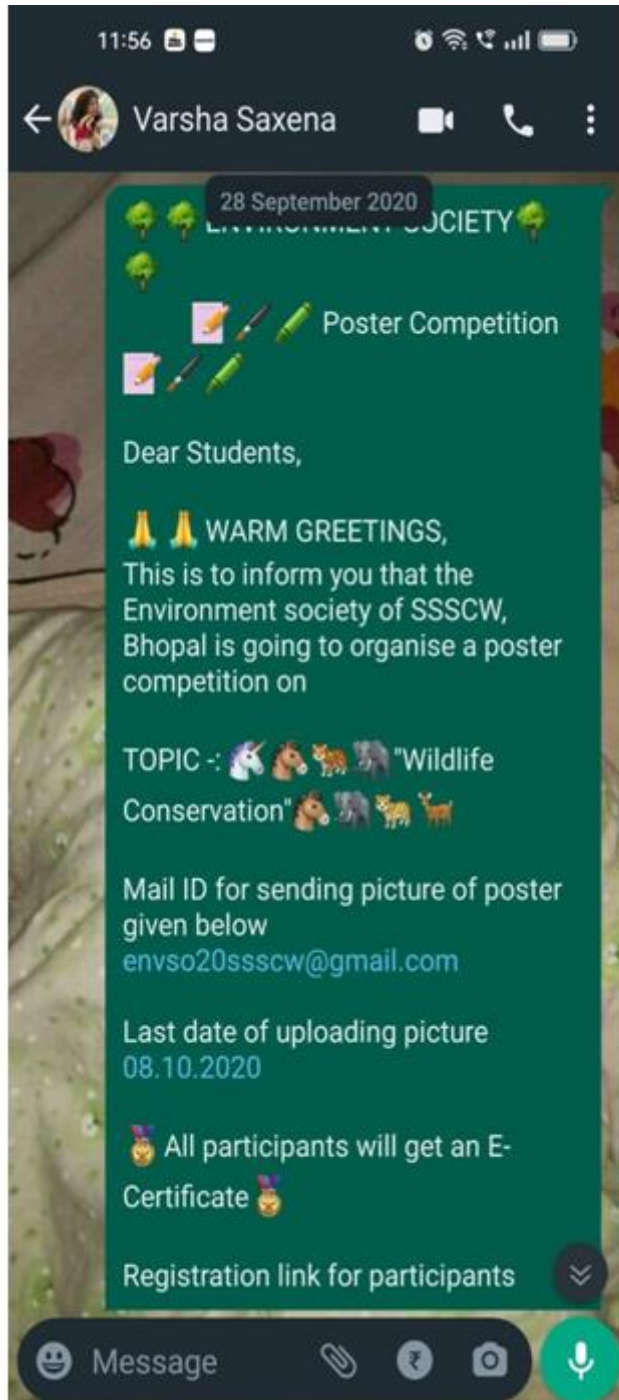 11:56
Varsha Saxena
28 September 2020
🌳🌳 ENVIRONMENT SOCIETY🌳
🌳
📝🖌️🖍️ Poster Competition
📝🖌️🖍️
Dear Students,
🙏 🙏 WARM GREETINGS,
This is to inform you that the
Environment society of SSSCW,
Bhopal is going to organise a poster
competition on
TOPIC -: 🦄🐴🐅🐘"Wildlife
Conservation"🐴🐘🐆🦌
Mail ID for sending picture of poster
given below
envso20ssscw@gmail.com
Last date of uploading picture
08.10.2020
🏅All participants will get an E-
Certificate🏅
Registration link for participants
Message